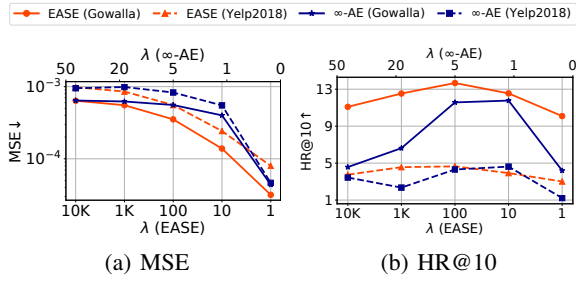 EASE (Gowalla) EASE (Yelp2018) ∞-AE (Gowalla) ∞-AE (Yelp2018)
λ (∞-AE)
50 20 5 1 0
10⁻³
10⁻⁴
MSE↓
10K 1K 100 10 1
λ (EASE)
(a) MSE
λ (∞-AE)
50 20 5 1 0
13
9
5
1
HR@10↑
10K 1K 100 10 1
λ (EASE)
(b) HR@10